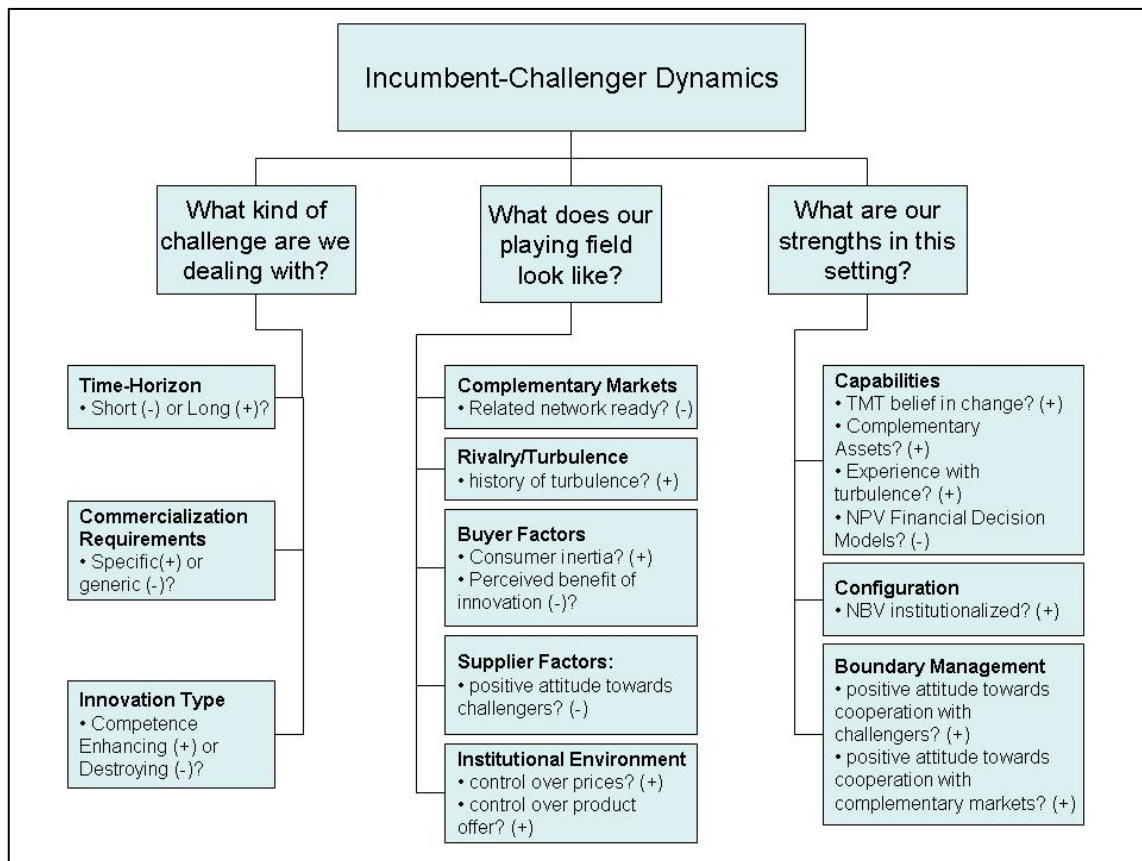 Incumbent-Challenger Dynamics
What kind of
challenge are we
dealing with?
What does our
playing field
look like?
What are our
strengths in this
setting?
Time-Horizon
• Short (-) or Long (+)?
Commercialization
Requirements
• Specific(+) or
generic (-)?
Innovation Type
• Competence
Enhancing (+) or
Destroying (-)?
Complementary Markets
• Related network ready? (-)
Rivalry/Turbulence
• history of turbulence? (+)
Buyer Factors
• Consumer inertia? (+)
• Perceived benefit of
innovation (-)?
Supplier Factors:
• positive attitude towards
challengers? (-)
Institutional Environment
• control over prices? (+)
• control over product
offer? (+)
Capabilities
• TMT belief in change? (+)
• Complementary
Assets? (+)
• Experience with
turbulence? (+)
• NPV Financial Decision
Models? (-)
Configuration
• NBV institutionalized? (+)
Boundary Management
• positive attitude towards
cooperation with
challengers? (+)
• positive attitude towards
cooperation with
complementary markets? (+)